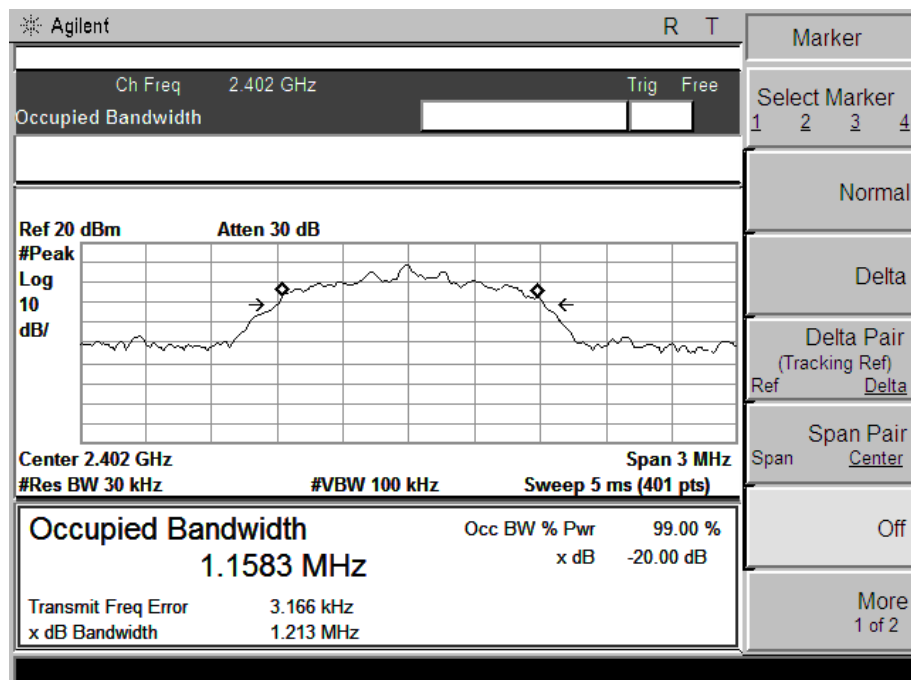 Agilent R T
Marker
Ch Freq 2.402 GHz Trig Free
Occupied Bandwidth
Select Marker
1 2 3 4
Normal
Ref 20 dBm Atten 30 dB
#Peak
Log
10
dB/
Delta
Delta Pair
(Tracking Ref)
Ref Delta
Span Pair
Span Center
Center 2.402 GHz Span 3 MHz
#Res BW 30 kHz #VBW 100 kHz Sweep 5 ms (401 pts)
Occupied Bandwidth
1.1583 MHz
Occ BW % Pwr 99.00 %
x dB -20.00 dB
Transmit Freq Error 3.166 kHz
x dB Bandwidth 1.213 MHz
Off
More
1 of 2